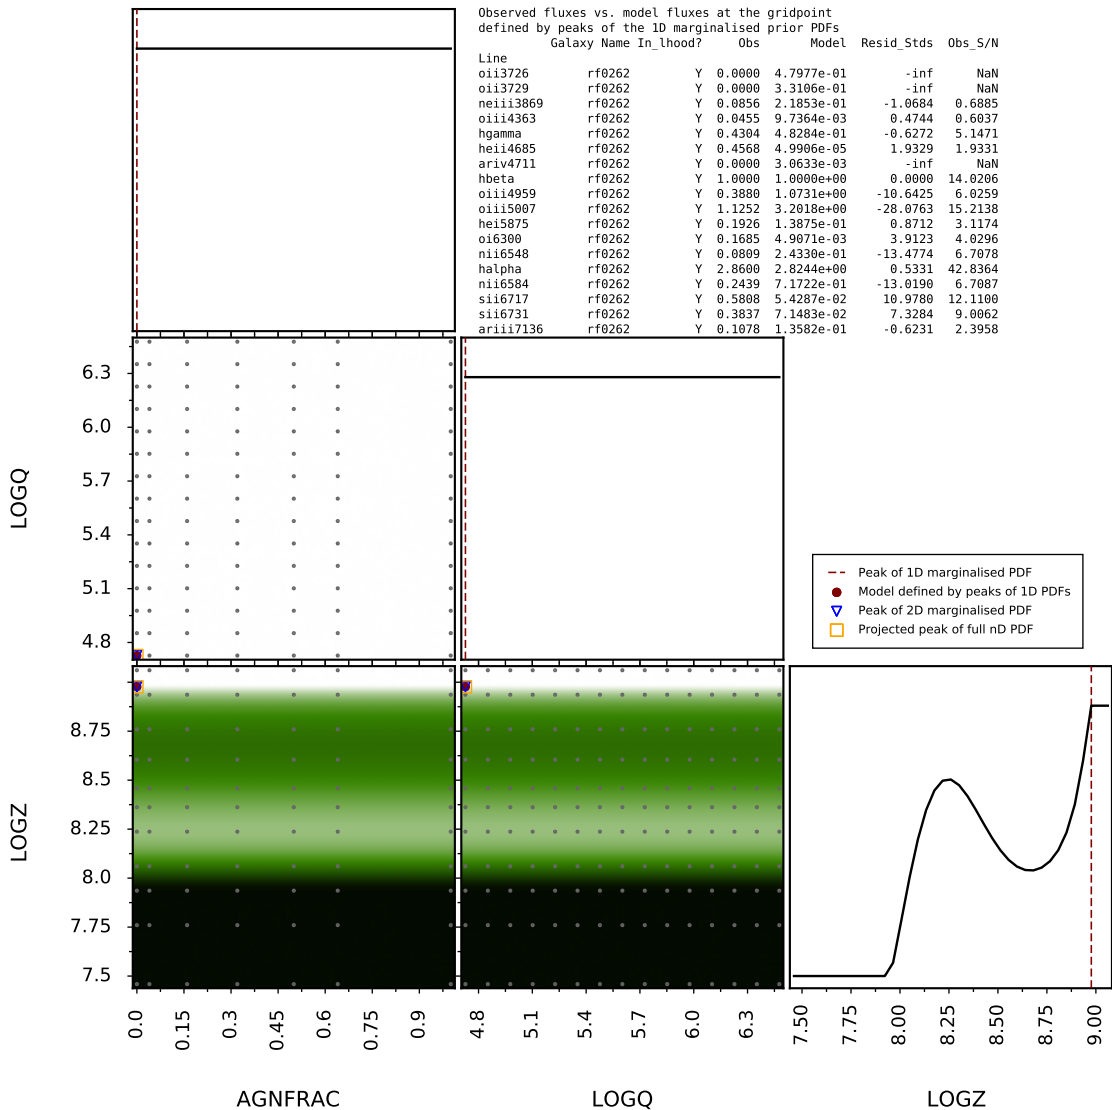 Observed fluxes vs. model fluxes at the gridpoint
defined by peaks of the 1D marginalised prior PDFs
Galaxy Name In_lhood? Obs Model Resid_Stds Obs_S/N
Line
oii3726 rf0262 Y 0.0000 4.7977e-01 -inf NaN
oii3729 rf0262 Y 0.0000 3.3106e-01 -inf NaN
neiii3869 rf0262 Y 0.0856 2.1853e-01 -1.0684 0.6885
oiii4363 rf0262 Y 0.0455 9.7364e-03 0.4744 0.6037
hgamma rf0262 Y 0.4304 4.8284e-01 -0.6272 5.1471
heii4685 rf0262 Y 0.4568 4.9906e-05 1.9329 1.9331
ariv4711 rf0262 Y 0.0000 3.0633e-03 -inf NaN
hbeta rf0262 Y 1.0000 1.0000e+00 0.0000 14.0206
oiii4959 rf0262 Y 0.3880 1.0731e+00 -10.6425 6.0259
oiii5007 rf0262 Y 1.1252 3.2018e+00 -28.0763 15.2138
hei5875 rf0262 Y 0.1926 1.3875e-01 0.8712 3.1174
oi6300 rf0262 Y 0.1685 4.9071e-03 3.9123 4.0296
nii6548 rf0262 Y 0.0809 2.4330e-01 -13.4774 6.7078
halpha rf0262 Y 2.8600 2.8244e+00 0.5331 42.8364
nii6584 rf0262 Y 0.2439 7.1722e-01 -13.0190 6.7087
sii6717 rf0262 Y 0.5808 5.4287e-02 10.9780 12.1100
sii6731 rf0262 Y 0.3837 7.1483e-02 7.3284 9.0062
ariii7136 rf0262 Y 0.1078 1.3582e-01 -0.6231 2.3958
6.3
6.0
5.7
5.4
5.1
4.8
LOGQ
Peak of 1D marginalised PDF
Model defined by peaks of 1D PDFs
Peak of 2D marginalised PDF
Projected peak of full nD PDF
8.75
8.5
8.25
8.0
7.75
7.5
LOGZ
0.0 0.15 0.3 0.45 0.6 0.75 0.9
4.8 5.1 5.4 5.7 6.0 6.3
7.50 7.75 8.00 8.25 8.50 8.75 9.00
AGNFRAC LOGQ LOGZ